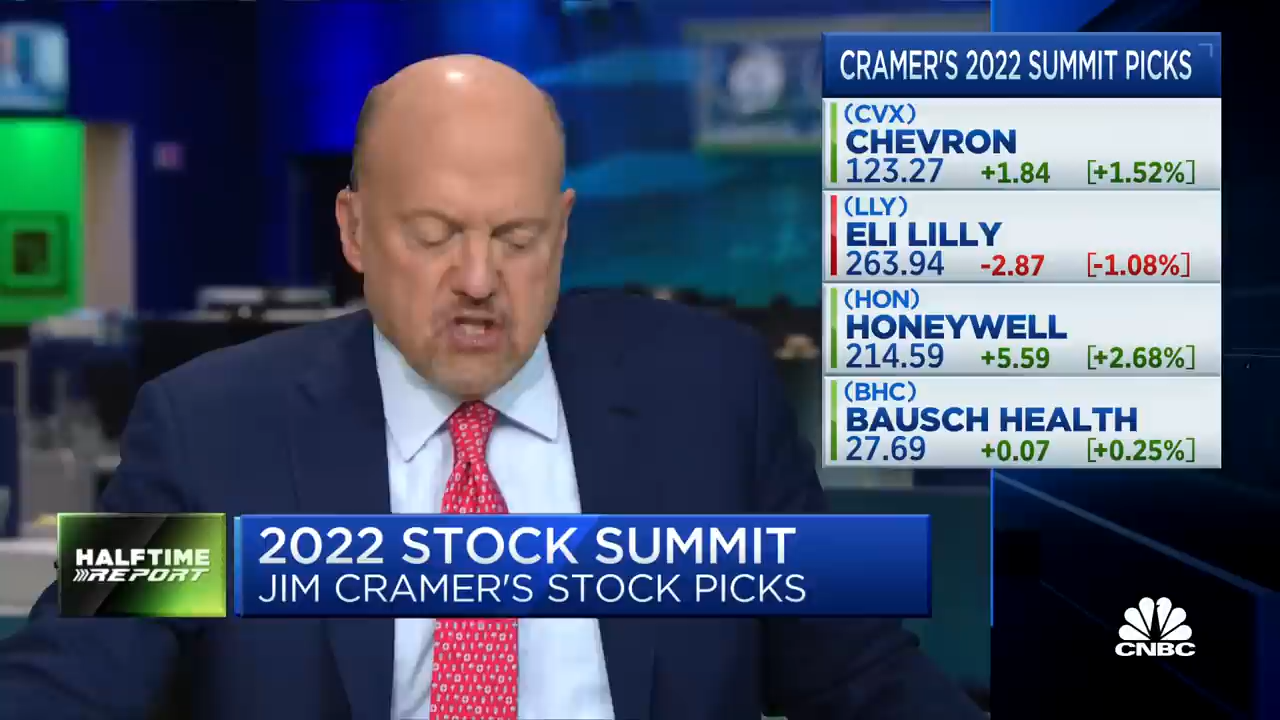 CRAMER'S 2022 SUMMIT PICKS
(CVX)
CHEVRON
123.27 +1.84 [+1.52%]
(LLY)
ELI LILLY
263.94 -2.87 [-1.08%]
(HON)
HONEYWELL
214.59 +5.59 [+2.68%]
(BHC)
BAUSCH HEALTH
27.69 +0.07 [+0.25%]
HALFTIME
REPORT
2022 STOCK SUMMIT
JIM CRAMER'S STOCK PICKS
CNBC